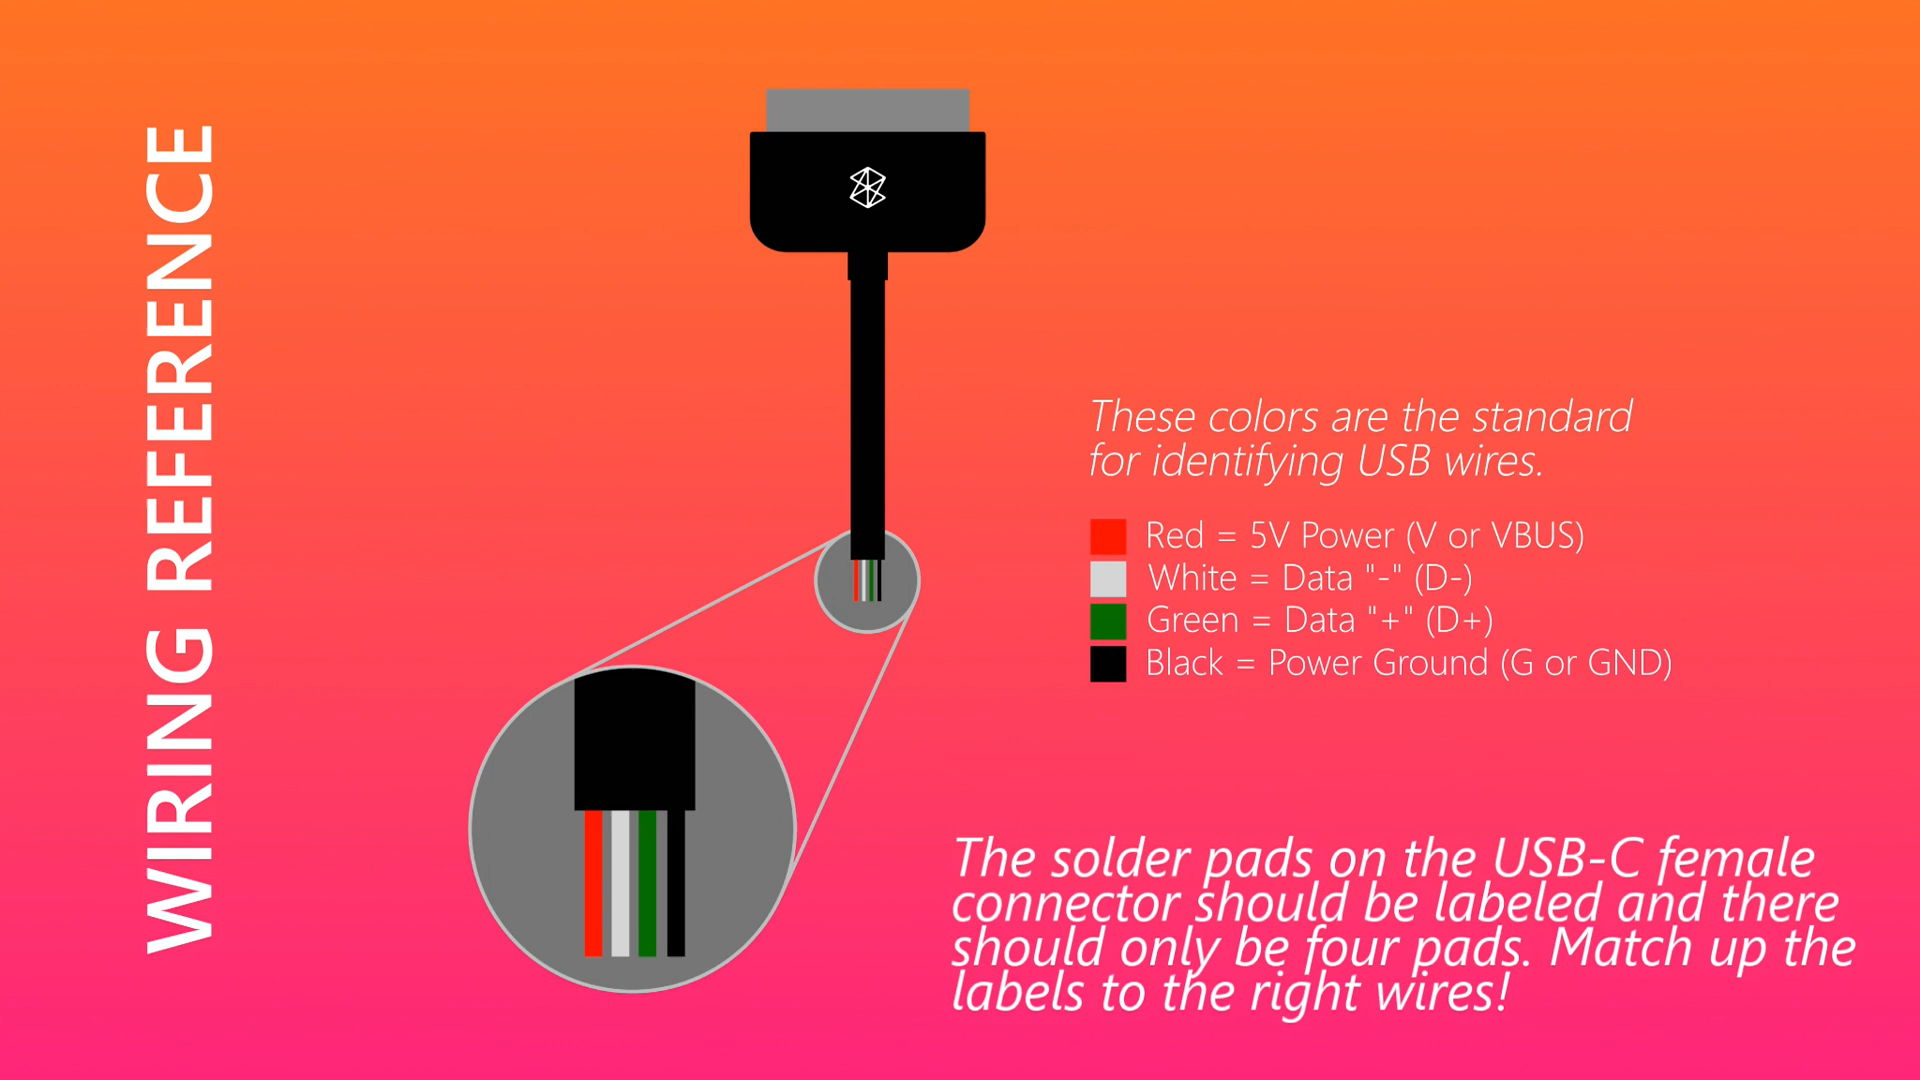 WIRING REFERENCE
These colors are the standard
for identifying USB wires.
Red = 5V Power (V or VBUS)
White = Data "-" (D-)
Green = Data "+" (D+)
Black = Power Ground (G or GND)
The solder pads on the USB-C female
connector should be labeled and there
should only be four pads. Match up the
labels to the right wires!